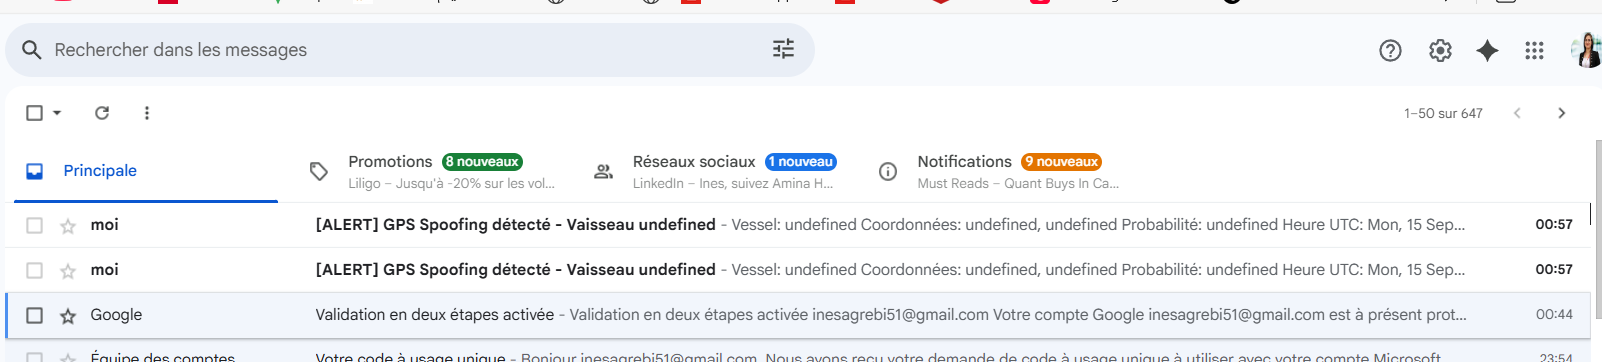 Rechercher dans les messages
1–50 sur 647
Principale
Promotions 8 nouveaux
Liligo – Jusqu'à -20% sur les vol...
Réseaux sociaux 1 nouveau
LinkedIn – Ines, suivez Amina H...
Notifications 9 nouveaux
Must Reads – Quant Buys In Ca...
moi [ALERT] GPS Spoofing détecté - Vaisseau undefined - Vessel: undefined Coordonnées: undefined, undefined Probabilité: undefined Heure UTC: Mon, 15 Sep... 00:57
moi [ALERT] GPS Spoofing détecté - Vaisseau undefined - Vessel: undefined Coordonnées: undefined, undefined Probabilité: undefined Heure UTC: Mon, 15 Sep... 00:57
Google Validation en deux étapes activée - Validation en deux étapes activée inesagrebi51@gmail.com Votre compte Google inesagrebi51@gmail.com est à présent prot... 00:44
Équipe des comptes Votre code à usage unique - Bonjour inesagrebi51@gmail.com, Nous avons reçu votre demande de code à usage unique à utiliser avec votre compte Microsoft 23:54